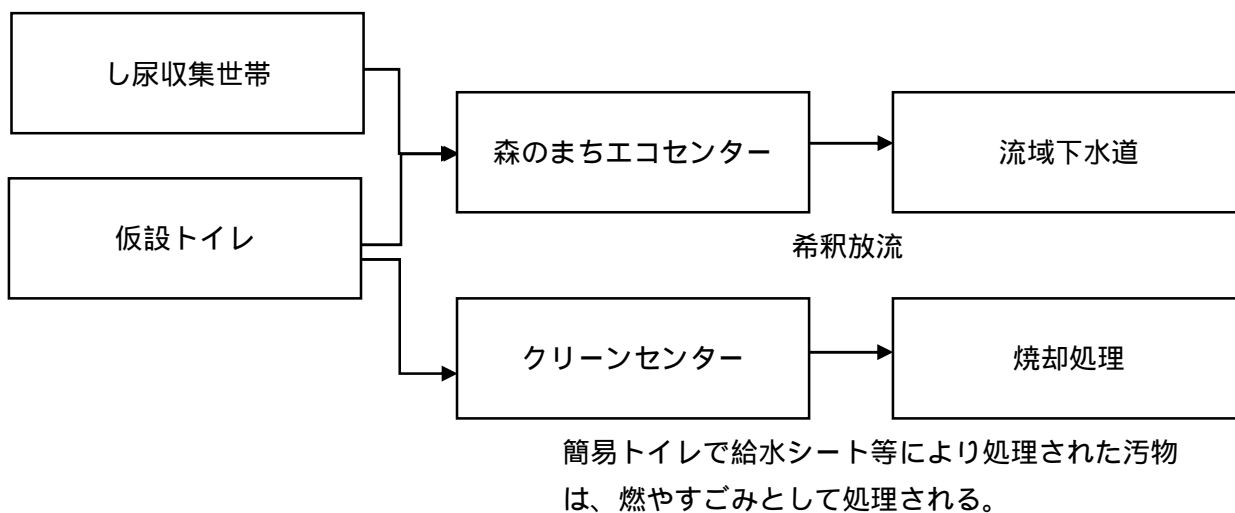 し尿収集世帯
森のまちエコセンター
流域下水道
仮設トイレ
希釈放流
クリーンセンター
焼却処理
簡易トイレで給水シート等により処理された汚物
は、燃やすごみとして処理される。